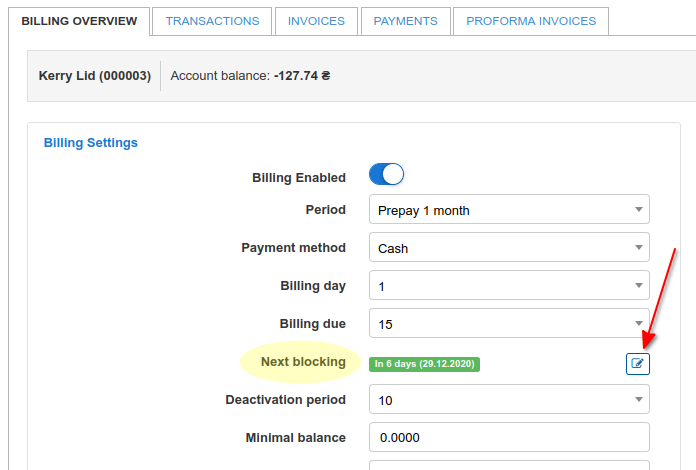 BILLING OVERVIEW TRANSACTIONS INVOICES PAYMENTS PROFORMA INVOICES
Kerry Lid (000003) Account balance: -127.74 ₴
Billing Settings
Billing Enabled
Period Prepay 1 month
Payment method Cash
Billing day 1
Billing due 15
Next blocking In 6 days (29.12.2020)
Deactivation period 10
Minimal balance 0.0000